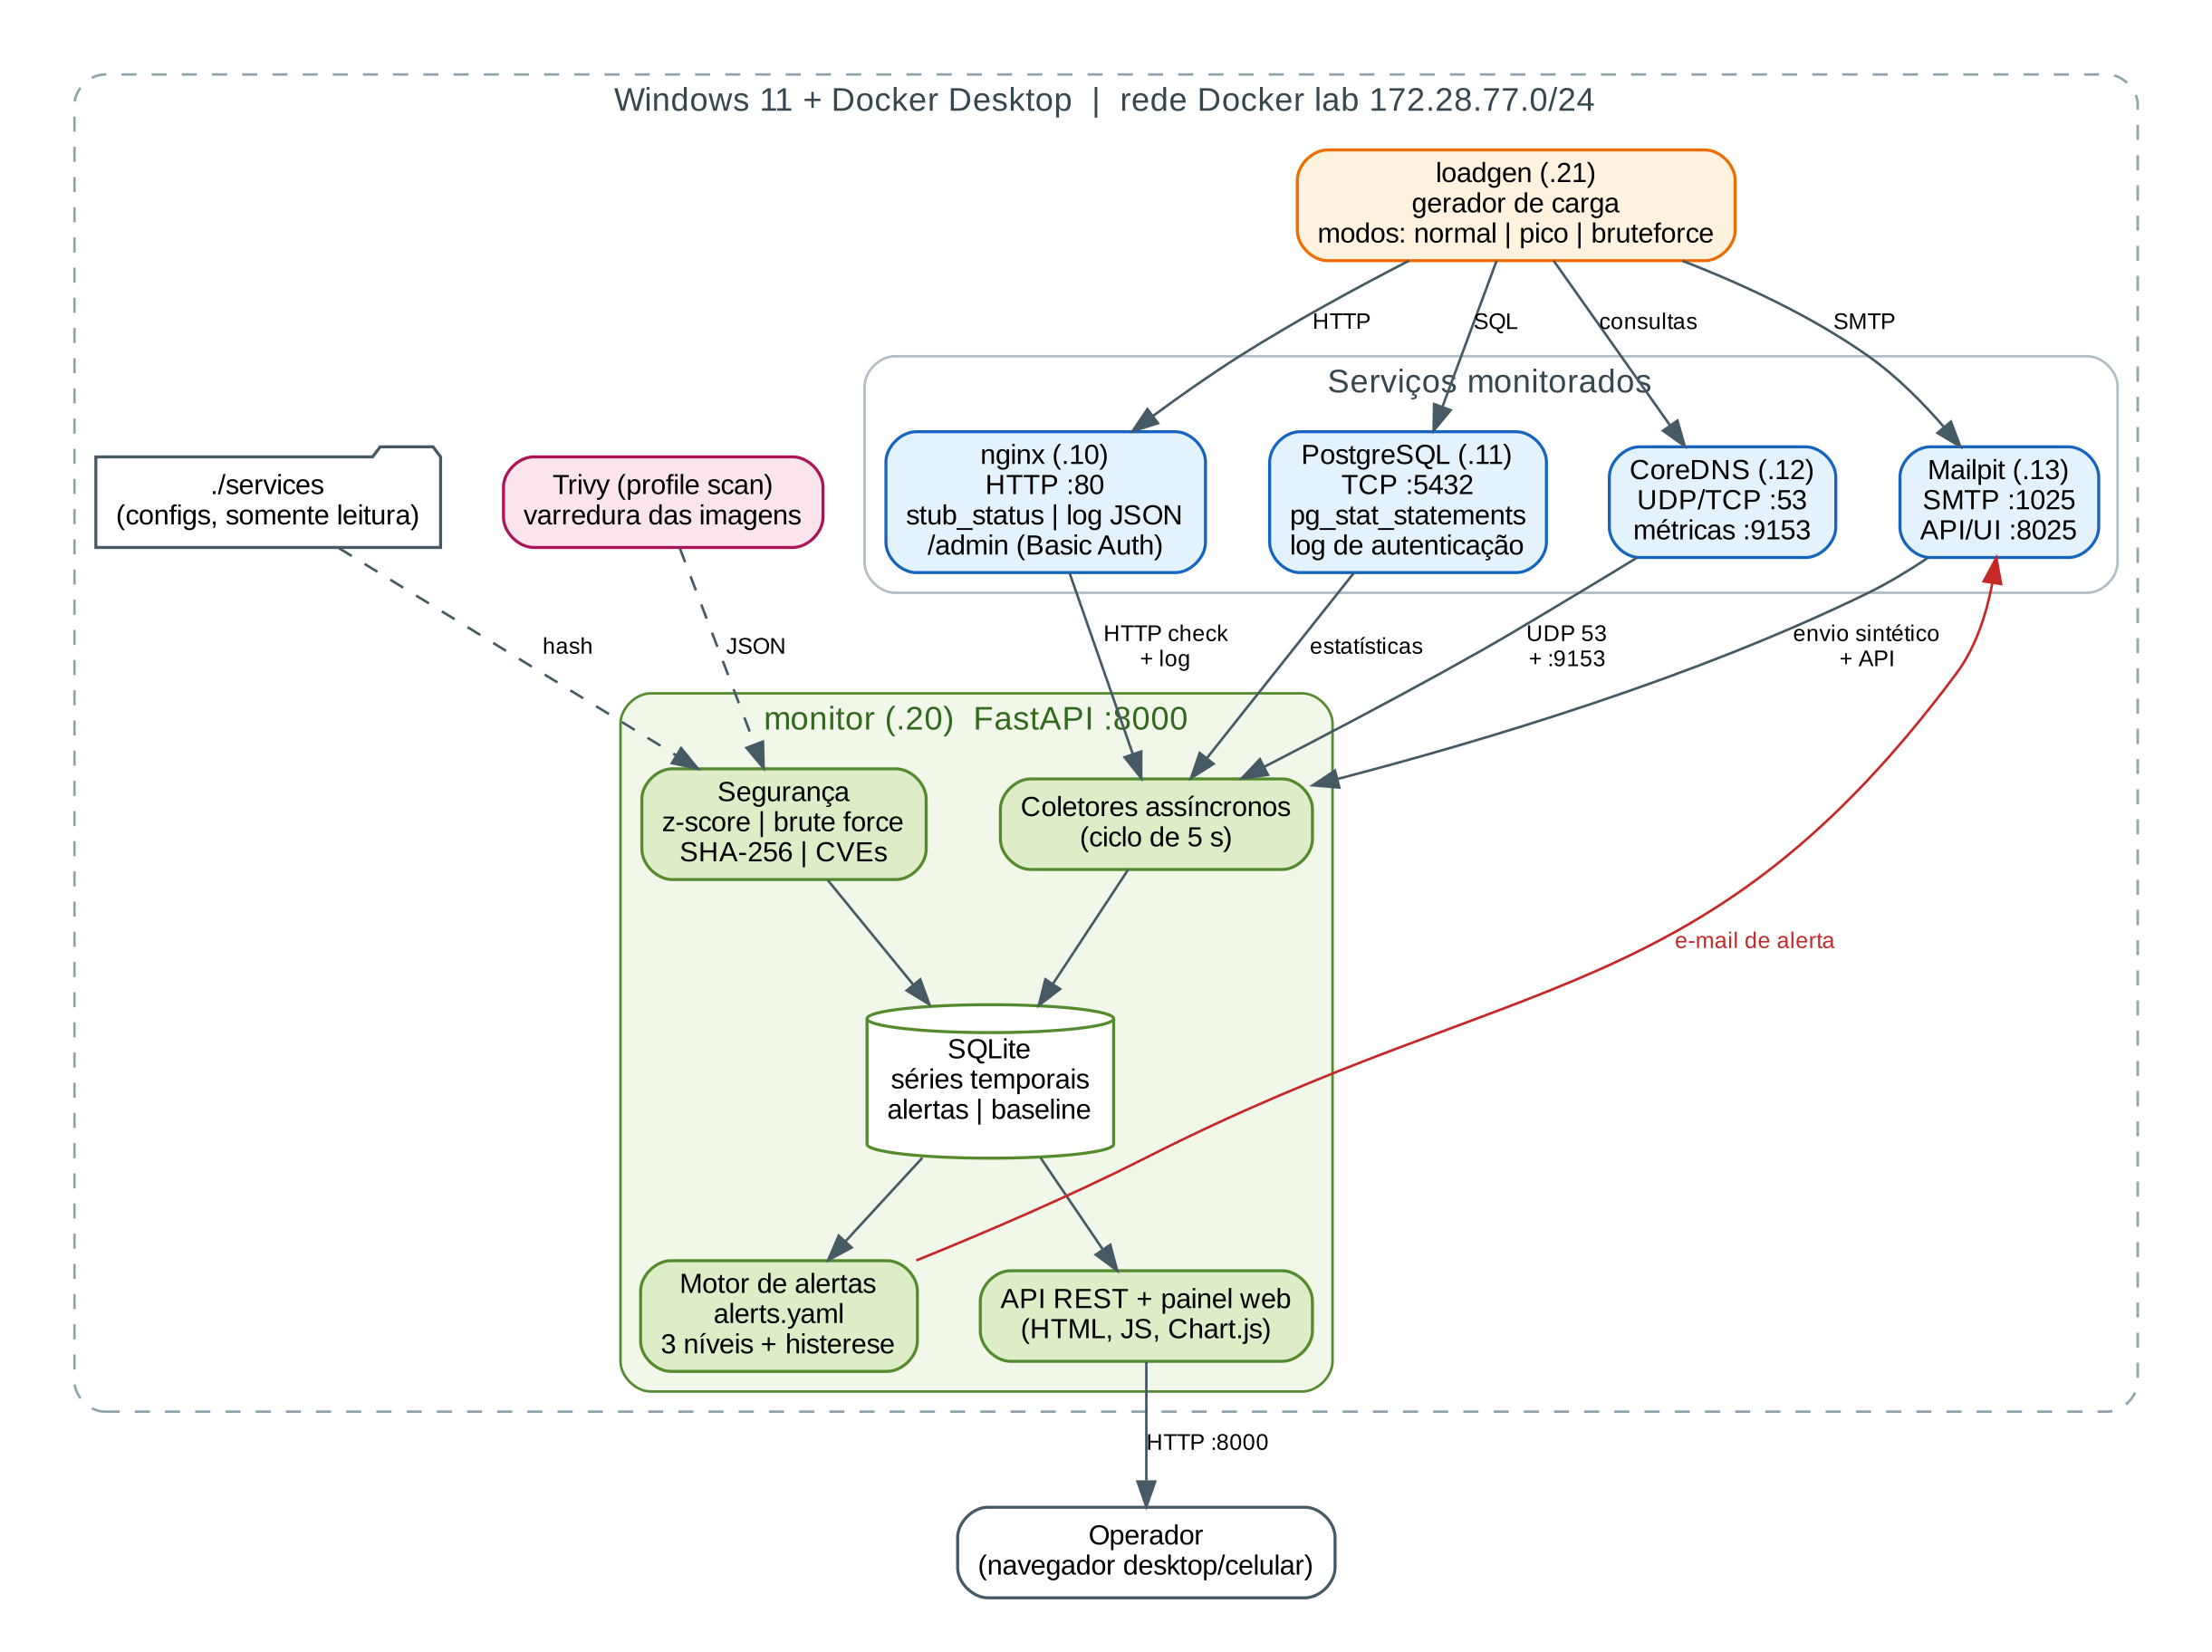 Windows 11 + Docker Desktop  |  rede Docker lab 172.28.77.0/24
loadgen (.21)
gerador de carga
modos: normal | pico | bruteforce
HTTP
SQL
consultas
SMTP
Serviços monitorados
./services
(configs, somente leitura)
Trivy (profile scan)
varredura das imagens
nginx (.10)
HTTP :80
stub_status | log JSON
/admin (Basic Auth)
PostgreSQL (.11)
TCP :5432
pg_stat_statements
log de autenticação
CoreDNS (.12)
UDP/TCP :53
métricas :9153
Mailpit (.13)
SMTP :1025
API/UI :8025
hash
JSON
HTTP check
+ log
estatísticas
UDP 53
+ :9153
envio sintético
+ API
monitor (.20)  FastAPI :8000
Segurança
z-score | brute force
SHA-256 | CVEs
Coletores assíncronos
(ciclo de 5 s)
e-mail de alerta
SQLite
séries temporais
alertas | baseline
Motor de alertas
alerts.yaml
3 níveis + histerese
API REST + painel web
(HTML, JS, Chart.js)
HTTP :8000
Operador
(navegador desktop/celular)